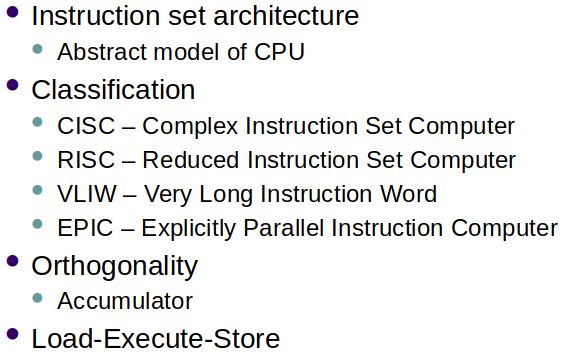 Instruction set architecture
Abstract model of CPU
Classification
CISC – Complex Instruction Set Computer
RISC – Reduced Instruction Set Computer
VLIW – Very Long Instruction Word
EPIC – Explicitly Parallel Instruction Computer
Orthogonality
Accumulator
Load-Execute-Store